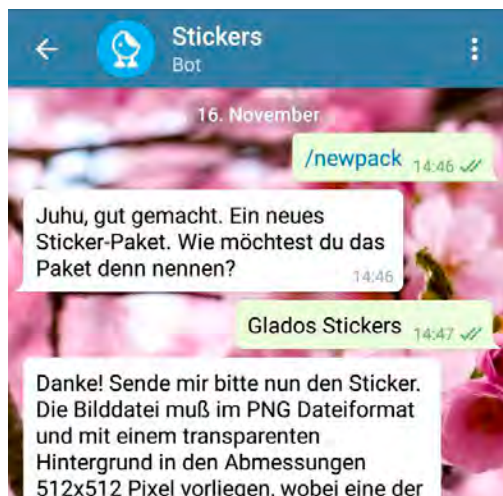 Stickers
Bot
16. November
/newpack 14:46
Juhu, gut gemacht. Ein neues
Sticker-Paket. Wie möchtest du das
Paket denn nennen?
14:46
Glados Stickers 14:47
Danke! Sende mir bitte nun den Sticker.
Die Bilddatei muß im PNG Dateiformat
und mit einem transparenten
Hintergrund in den Abmessungen
512x512 Pixel vorliegen, wobei eine der